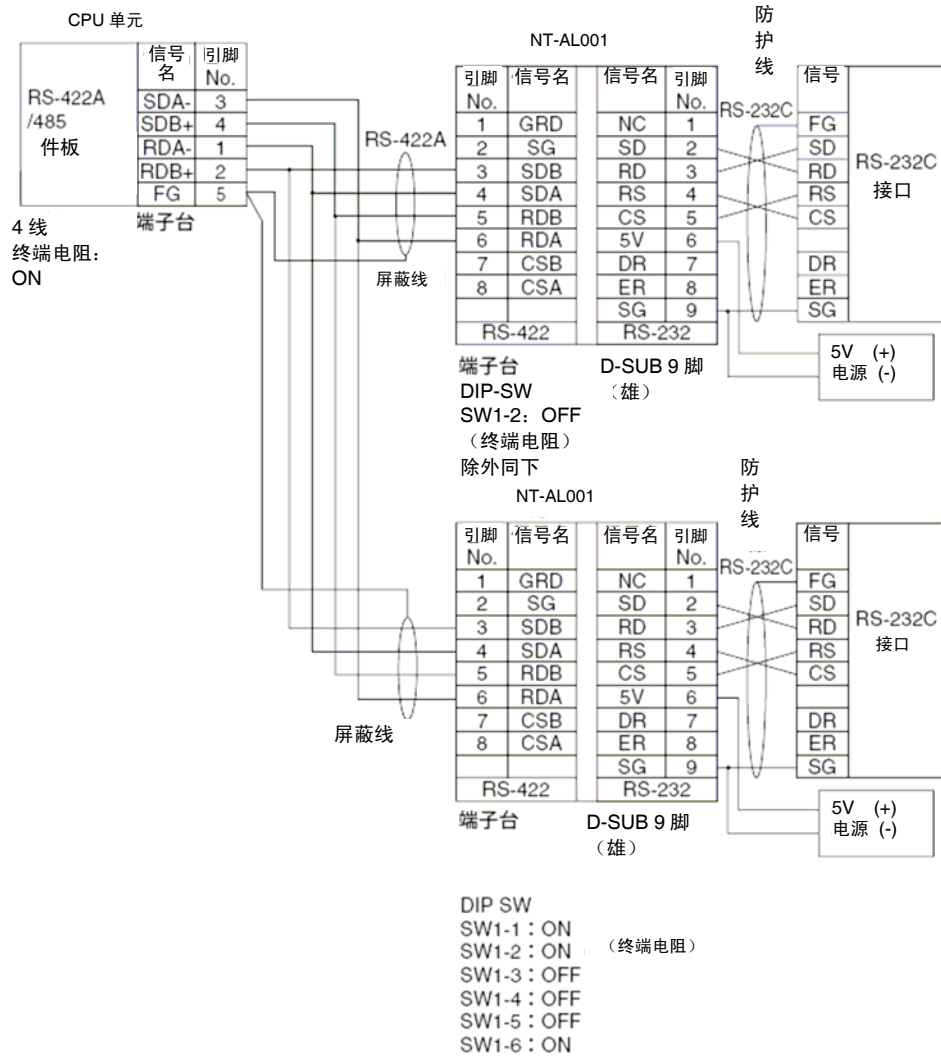 CPU 单元
信号名 引脚 No.
RS-422A
/485
件板
SDA- 3
SDB+ 4
RDA- 1
RDB+ 2
FG 5
端子台
4 线
终端电阻：
ON
RS-422A
屏蔽线
NT-AL001
引脚 No. 信号名 信号名 引脚 No.
1 GRD NC 1
2 SG SD 2
3 SDB RD 3
4 SDA RS 4
5 RDB CS 5
6 RDA 5V 6
7 CSB DR 7
8 CSA ER 8
SG 9
RS-422 RS-232
端子台
DIP-SW
SW1-2：OFF
（终端电阻）
除外同下
D-SUB 9 脚
（雄）
防护线
RS-232C
信号
FG
SD
RD
RS
CS
DR
ER
SG
RS-232C
接口
5V (+)
电源 (-)
NT-AL001
引脚 No. 信号名 信号名 引脚 No.
1 GRD NC 1
2 SG SD 2
3 SDB RD 3
4 SDA RS 4
5 RDB CS 5
6 RDA 5V 6
7 CSB DR 7
8 CSA ER 8
SG 9
RS-422 RS-232
屏蔽线
端子台
D-SUB 9 脚
（雄）
防护线
RS-232C
信号
FG
SD
RD
RS
CS
DR
ER
SG
RS-232C
接口
5V (+)
电源 (-)
DIP SW
SW1-1：ON
SW1-2：ON （终端电阻）
SW1-3：OFF
SW1-4：OFF
SW1-5：OFF
SW1-6：ON